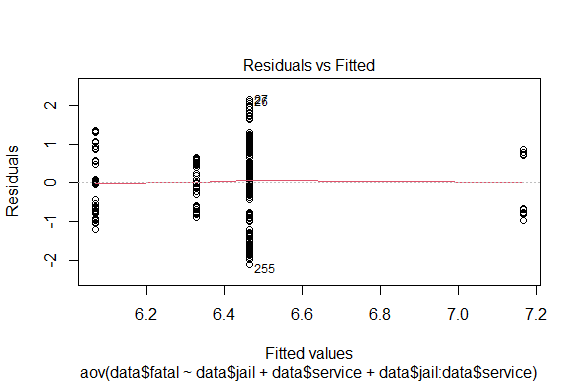 Residuals vs Fitted
Residuals
2
1
0
-1
-2
27
255
6.2 6.4 6.6 6.8 7.0 7.2
Fitted values
aov(data$fatal ~ data$jail + data$service + data$jail:data$service)